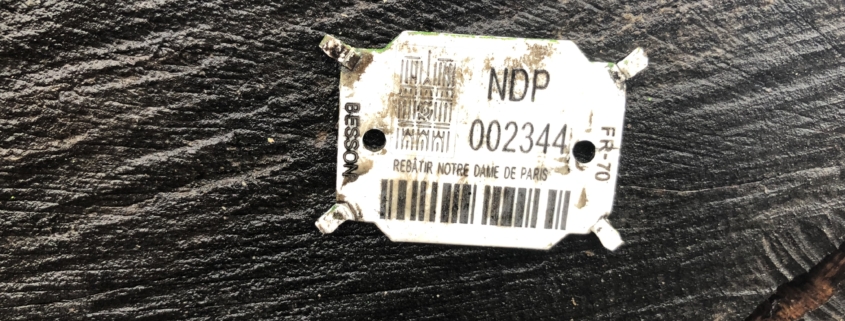 NDP
002344
REBÂTIR NOTRE DAME DE PARIS
BESSON
FR-70